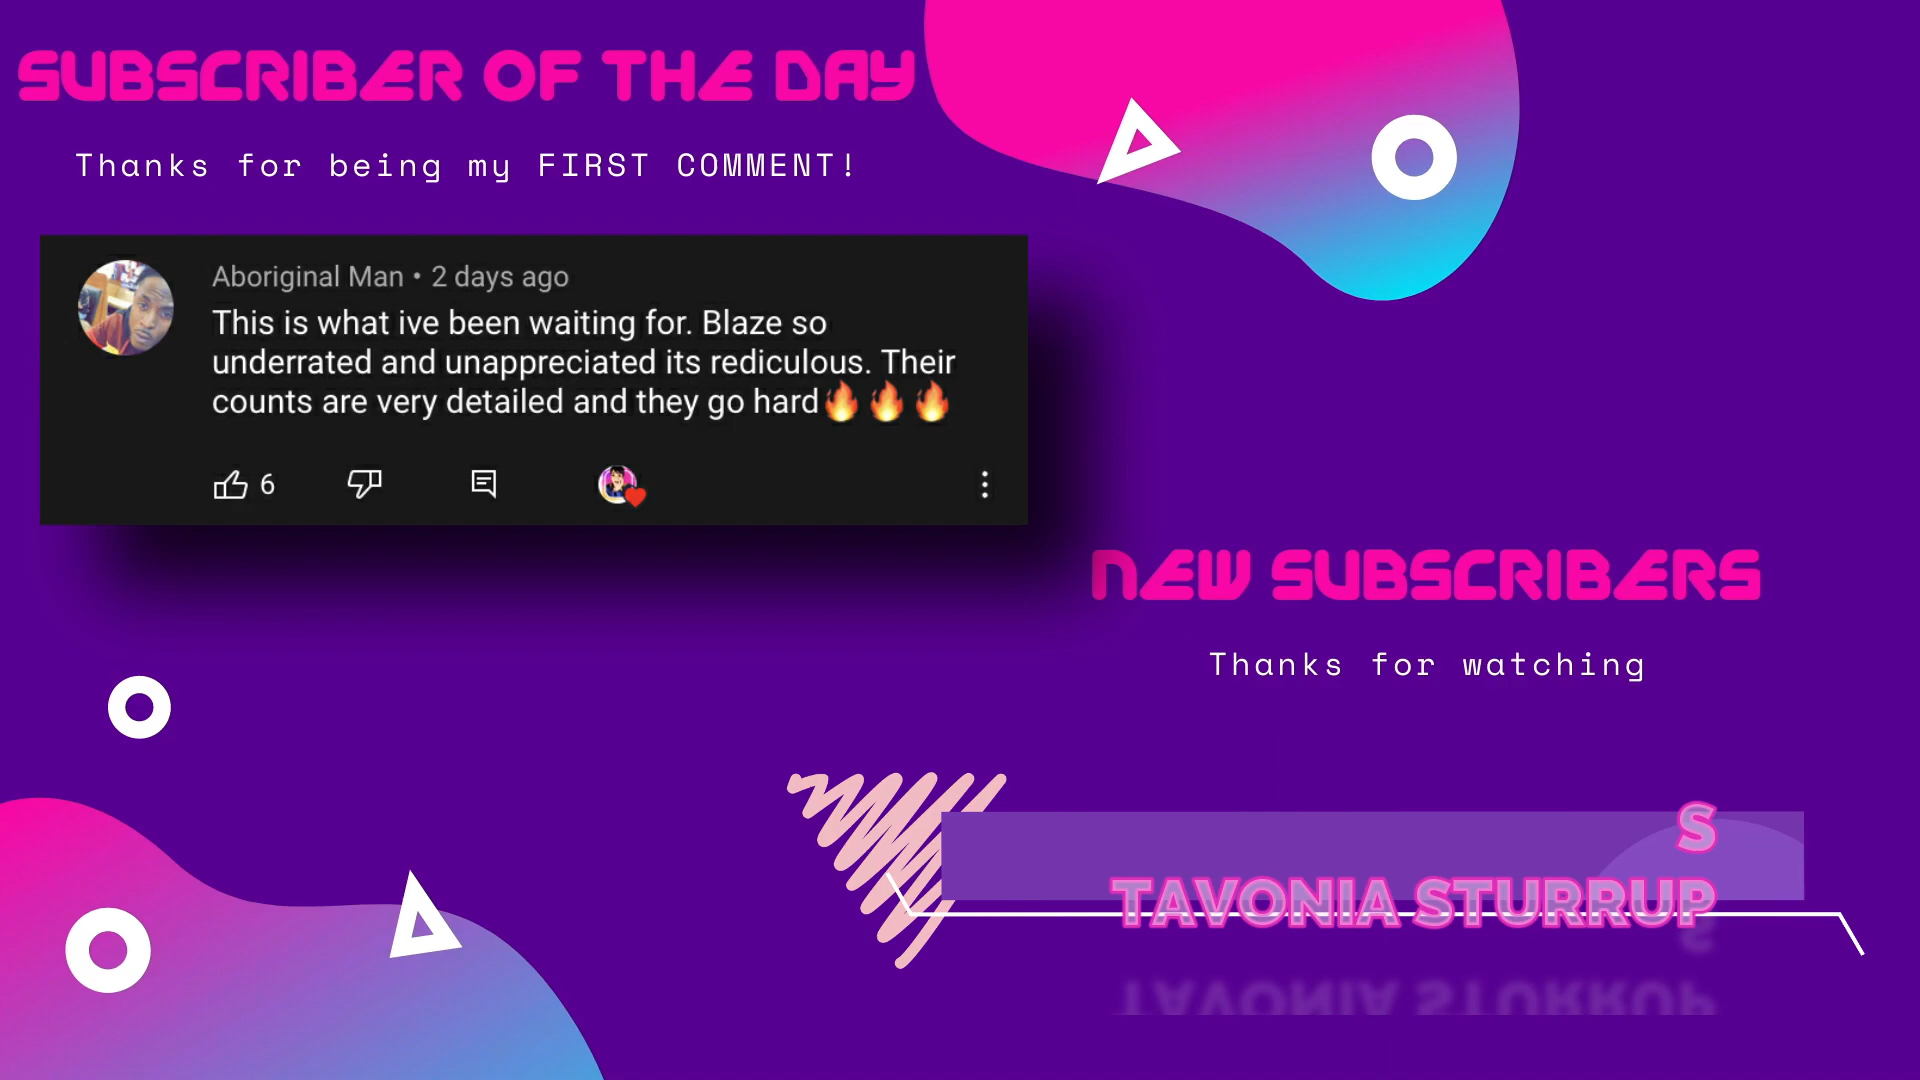 SUBSCRIBER OF THE DAY
Thanks for being my FIRST COMMENT!
Aboriginal Man • 2 days ago
This is what ive been waiting for. Blaze so
underrated and unappreciated its rediculous. Their
counts are very detailed and they go hard🔥🔥🔥
6
NEW SUBSCRIBERS
Thanks for watching
S
TAVONIA STURRUP